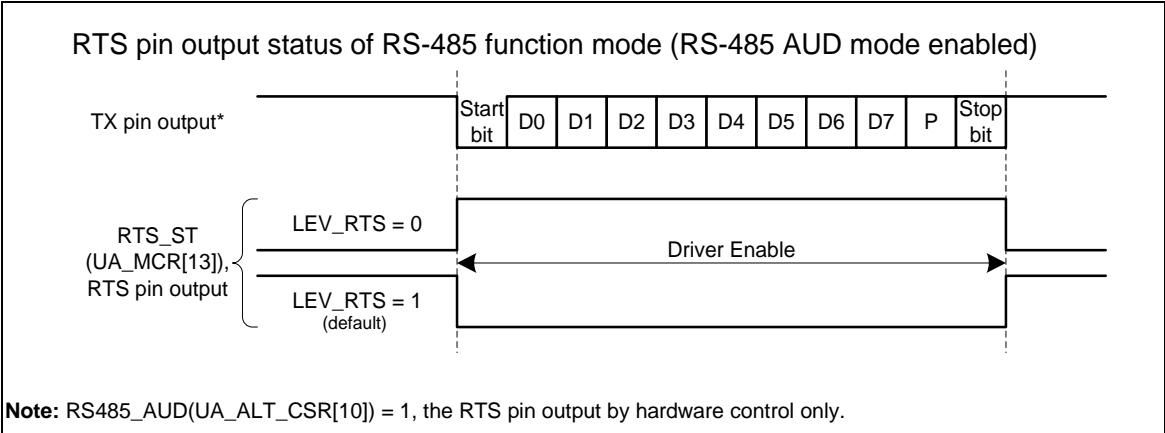 RTS pin output status of RS-485 function mode (RS-485 AUD mode enabled)
TX pin output*
Start bit
D0
D1
D2
D3
D4
D5
D6
D7
P
Stop bit
RTS_ST
(UA_MCR[13]),
RTS pin output
LEV_RTS = 0
Driver Enable
LEV_RTS = 1
(default)
Note: RS485_AUD(UA_ALT_CSR[10]) = 1, the RTS pin output by hardware control only.